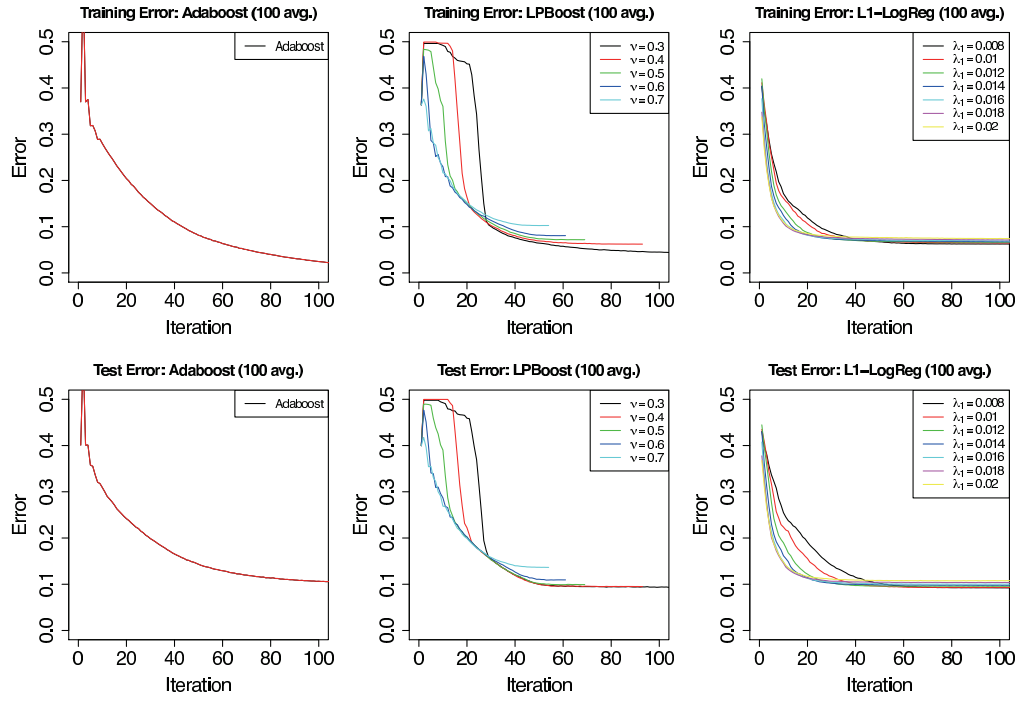 Training Error: Adaboost (100 avg.)
Error
0.0 0.1 0.2 0.3 0.4 0.5
0 20 40 60 80 100
Iteration
Adaboost
Training Error: LPBoost (100 avg.)
Error
0.0 0.1 0.2 0.3 0.4 0.5
0 20 40 60 80 100
Iteration
ν = 0.3
ν = 0.4
ν = 0.5
ν = 0.6
ν = 0.7
Training Error: L1−LogReg (100 avg.)
Error
0.0 0.1 0.2 0.3 0.4 0.5
0 20 40 60 80 100
Iteration
λ₁ = 0.008
λ₁ = 0.01
λ₁ = 0.012
λ₁ = 0.014
λ₁ = 0.016
λ₁ = 0.018
λ₁ = 0.02
Test Error: Adaboost (100 avg.)
Error
0.0 0.1 0.2 0.3 0.4 0.5
0 20 40 60 80 100
Iteration
Adaboost
Test Error: LPBoost (100 avg.)
Error
0.0 0.1 0.2 0.3 0.4 0.5
0 20 40 60 80 100
Iteration
ν = 0.3
ν = 0.4
ν = 0.5
ν = 0.6
ν = 0.7
Test Error: L1−LogReg (100 avg.)
Error
0.0 0.1 0.2 0.3 0.4 0.5
0 20 40 60 80 100
Iteration
λ₁ = 0.008
λ₁ = 0.01
λ₁ = 0.012
λ₁ = 0.014
λ₁ = 0.016
λ₁ = 0.018
λ₁ = 0.02